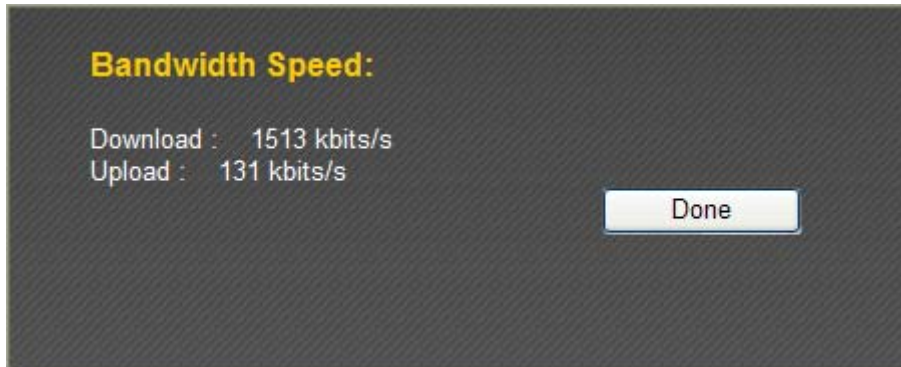 Bandwidth Speed:
Download : 1513 kbits/s
Upload : 131 kbits/s
Done